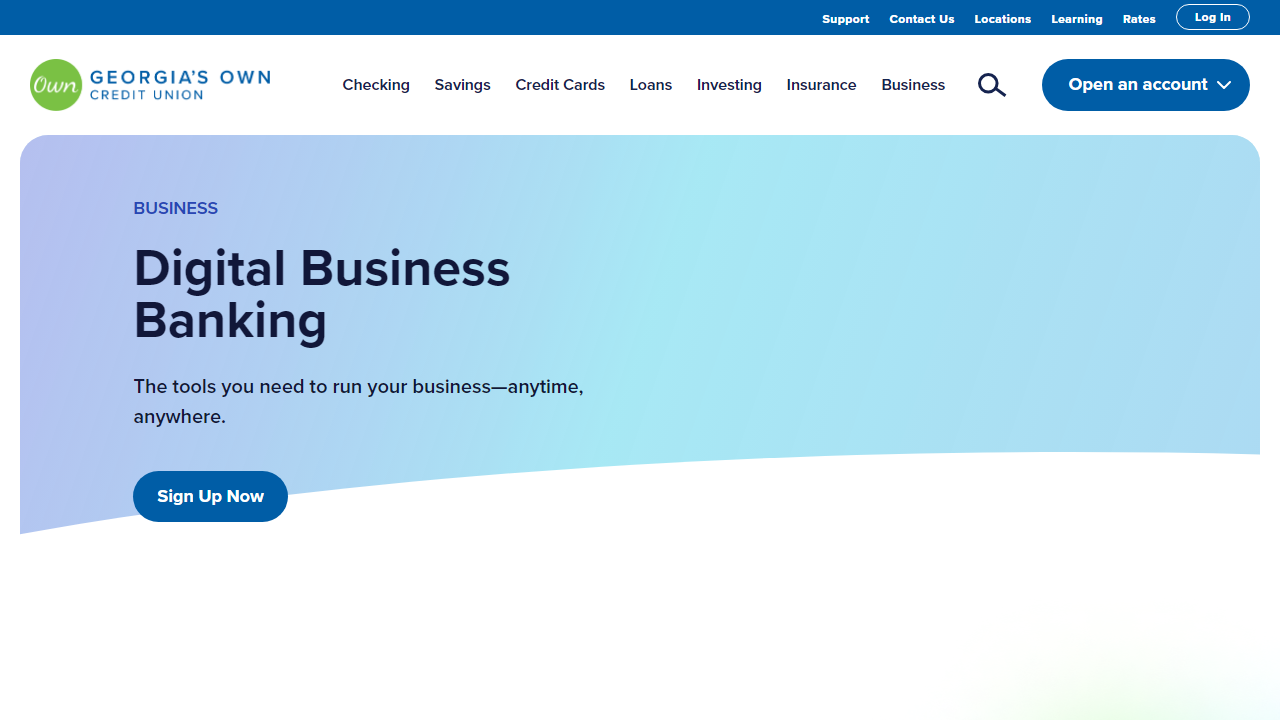 Support Contact Us Locations Learning Rates Log In
Own GEORGIA'S OWN
CREDIT UNION
Checking Savings Credit Cards Loans Investing Insurance Business Open an account
BUSINESS
Digital Business
Banking
The tools you need to run your business—anytime,
anywhere.
Sign Up Now